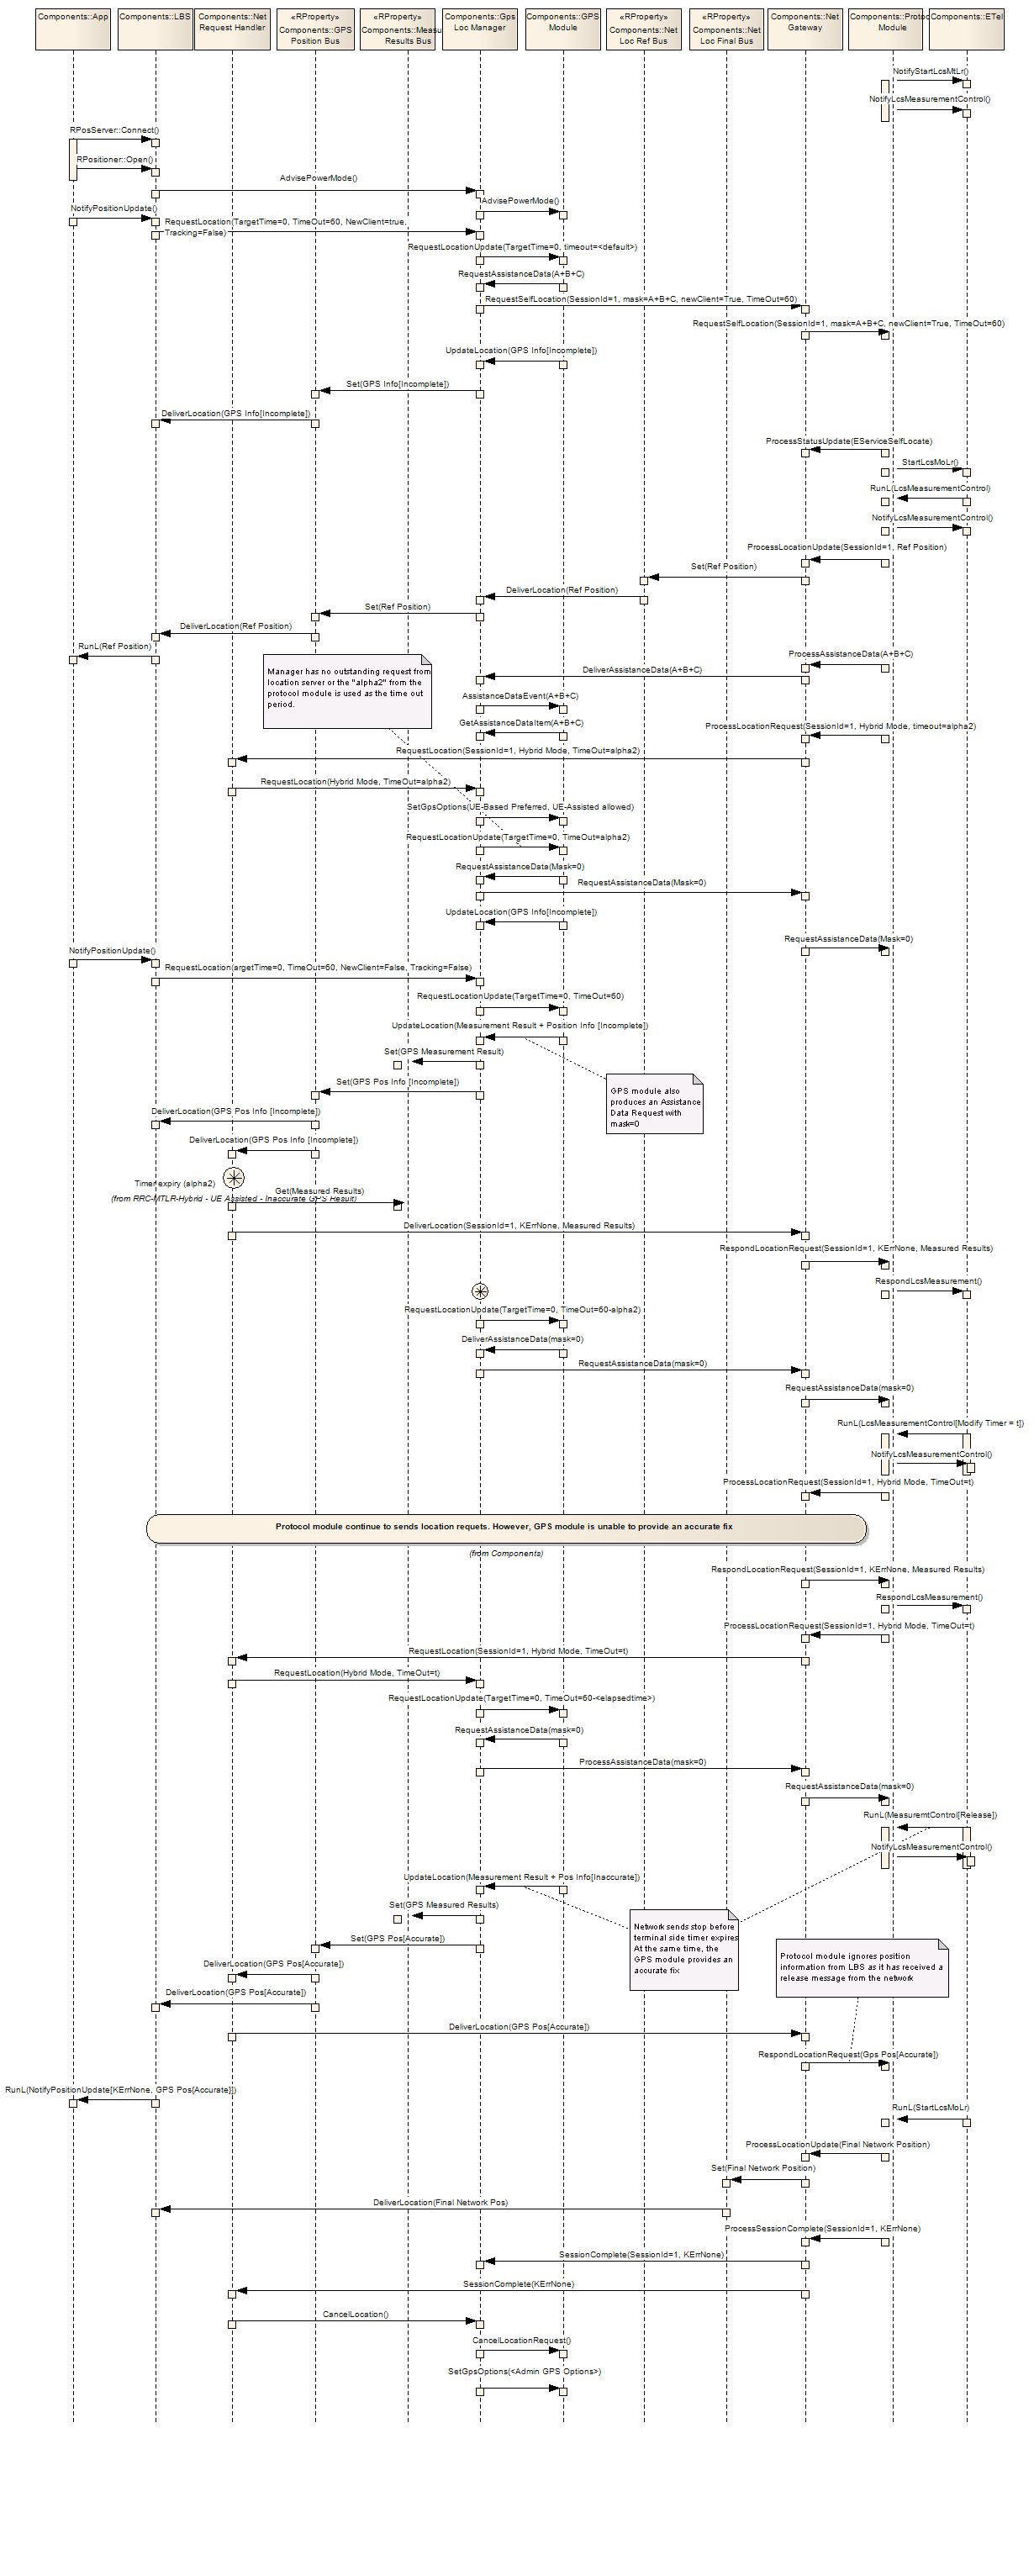 Components::App
Components::LBS
Components::Net
Request Handler
«RProperty»
Components::GPS
Position Bus
«RProperty»
Components::Measu
Results Bus
Components::Gps
Loc Manager
Components::GPS
Module
«RProperty»
Components::Net
Loc Ref Bus
«RProperty»
Components::Net
Loc Final Bus
Components::Net
Gateway
Components::Protoc
Module
Components::ETel
NotifyStartLcsMtLr()
NotifyLcsMeasurementControl()
RPosServer::Connect()
RPositioner::Open()
AdvisePowerMode()
AdvisePowerMode()
NotifyPositionUpdate()
RequestLocation(TargetTime=0, TimeOut=60, NewClient=true,
Tracking=False)
RequestLocationUpdate(TargetTime=0, timeout=<default>)
RequestAssistanceData(A+B+C)
RequestSelfLocation(SessionId=1, mask=A+B+C, newClient=True, TimeOut=60)
RequestSelfLocation(SessionId=1, mask=A+B+C, newClient=True, TimeOut=60)
UpdateLocation(GPS Info[Incomplete])
Set(GPS Info[Incomplete])
DeliverLocation(GPS Info[Incomplete])
ProcessStatusUpdate(EServiceSelfLocate)
StartLcsMoLr()
RunL(LcsMeasurementControl)
NotifyLcsMeasurementControl()
ProcessLocationUpdate(SessionId=1, Ref Position)
Set(Ref Position)
DeliverLocation(Ref Position)
Set(Ref Position)
DeliverLocation(Ref Position)
RunL(Ref Position)
ProcessAssistanceData(A+B+C)
DeliverAssistanceData(A+B+C)
Manager has no outstanding request from
location server or the "alpha2" from the
protocol module is used as the time out
period.
AssistanceDataEvent(A+B+C)
GetAssistanceDataItem(A+B+C)
ProcessLocationRequest(SessionId=1, Hybrid Mode, timeout=alpha2)
RequestLocation(SessionId=1, Hybrid Mode, TimeOut=alpha2)
RequestLocation(Hybrid Mode, TimeOut=alpha2)
SetGpsOptions(UE-Based Preferred, UE-Assisted allowed)
RequestLocationUpdate(TargetTime=0, TimeOut=alpha2)
RequestAssistanceData(Mask=0)
RequestAssistanceData(Mask=0)
UpdateLocation(GPS Info[Incomplete])
RequestAssistanceData(Mask=0)
NotifyPositionUpdate()
RequestLocation(argetTime=0, TimeOut=60, NewClient=False, Tracking=False)
RequestLocationUpdate(TargetTime=0, TimeOut=60)
UpdateLocation(Measurement Result + Position Info [Incomplete])
Set(GPS Measurement Result)
Set(GPS Pos Info [Incomplete])
GPS module also
produces an Assistance
Data Request with
mask=0
DeliverLocation(GPS Pos Info [Incomplete])
DeliverLocation(GPS Pos Info [Incomplete])
Timer expiry (alpha2)
Get(Measured Results)
(from RRC-MTLR-Hybrid - UE Assisted - Inaccurate GPS Result)
DeliverLocation(SessionId=1, KErrNone, Measured Results)
RespondLocationRequest(SessionId=1, KErrNone, Measured Results)
RespondLcsMeasurement()
RequestLocationUpdate(TargetTime=0, TimeOut=60-alpha2)
DeliverAssistanceData(mask=0)
RequestAssistanceData(mask=0)
RequestAssistanceData(mask=0)
RunL(LcsMeasurementControl[Modify Timer = t])
NotifyLcsMeasurementControl()
ProcessLocationRequest(SessionId=1, Hybrid Mode, TimeOut=t)
Protocol module continue to sends location requets. However, GPS module is unable to provide an accurate fix
(from Components)
RespondLocationRequest(SessionId=1, KErrNone, Measured Results)
RespondLcsMeasurement()
ProcessLocationRequest(SessionId=1, Hybrid Mode, TimeOut=t)
RequestLocation(SessionId=1, Hybrid Mode, TimeOut=t)
RequestLocation(Hybrid Mode, TimeOut=t)
RequestLocationUpdate(TargetTime=0, TimeOut=60-<elapsedtime>)
RequestAssistanceData(mask=0)
ProcessAssistanceData(mask=0)
RequestAssistanceData(mask=0)
RunL(MeasuremtControl[Release])
NotifyLcsMeasurementControl()
UpdateLocation(Measurement Result + Pos Info[Inaccurate])
Set(GPS Measured Results)
Set(GPS Pos[Accurate])
Network sends stop before
terminal side timer expires
At the same time, the
GPS module provides an
accurate fix
Protocol module ignores position
information from LBS as it has received a
release message from the network
DeliverLocation(GPS Pos[Accurate])
DeliverLocation(GPS Pos[Accurate])
DeliverLocation(GPS Pos[Accurate])
RespondLocationRequest(Gps Pos[Accurate])
RunL(NotifyPositionUpdate[KErrNone, GPS Pos{Accurate}])
RunL(StartLcsMoLr)
ProcessLocationUpdate(Final Network Position)
Set(Final Network Position)
DeliverLocation(Final Network Pos)
ProcessSessionComplete(SessionId=1, KErrNone)
SessionComplete(SessionId=1, KErrNone)
SessionComplete(KErrNone)
CancelLocation()
CancelLocationRequest()
SetGpsOptions(<Admin GPS Options>)